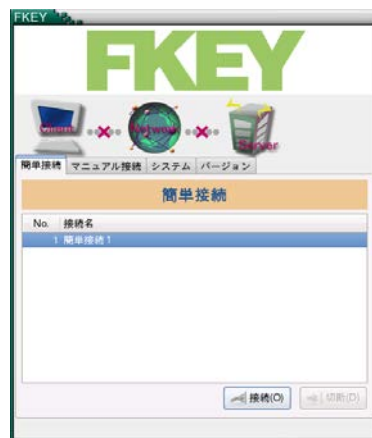 FKEY
FKEY
Network
Server
簡単接続 マニュアル接続 システム バージョン
簡単接続
No. 接続名
1 簡単接続1
接続(O) 切断(D)